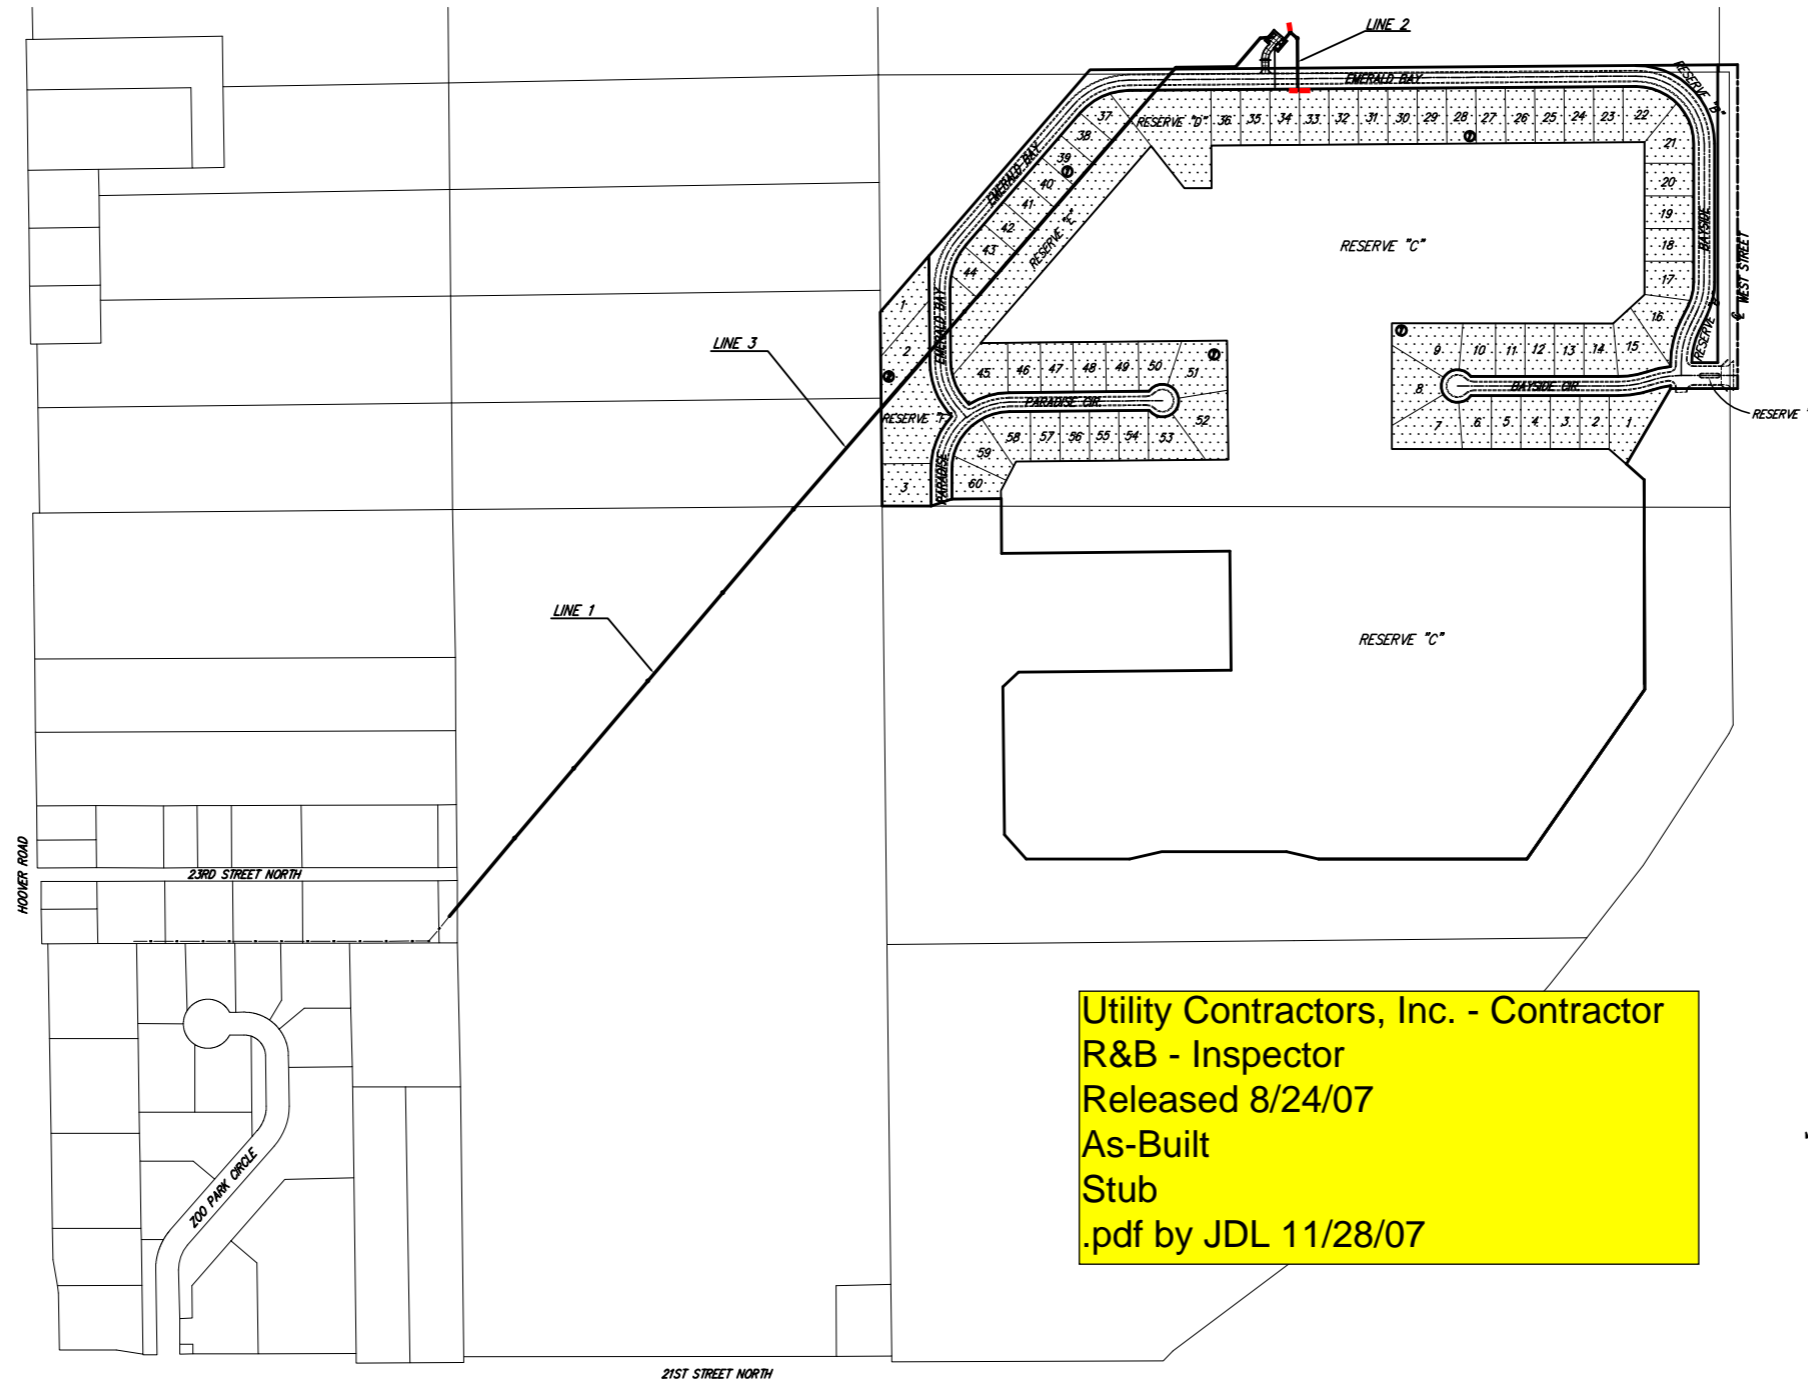 LINE 2
EMERALD BAY
RESERVE "B"
RESERVE "D"
37
38
39
40
41
42
43
44
36
35
34
33
32
31
30
29
28
27
26
25
24
23
22
21
20
19
18
17
16
EMERALD BAY
RESERVE "E"
RESERVE "C"
BAYSIDE
WEST STREET
1
2
EMERALD BAY
LINE 3
RESERVE "F"
3
45
46
47
48
49
50
51
PARADISE CIR.
52
53
54
55
56
57
58
59
60
PARADISE
9
10
11
12
13
14
15
8
BAYSIDE CIR.
7
6
5
4
3
2
1
RESERVE
RESERVE "
LINE 1
RESERVE "C"
HOOVER ROAD
23RD STREET NORTH
ZOO PARK CIRCLE
21ST STREET NORTH
Utility Contractors, Inc. - Contractor
R&B - Inspector
Released 8/24/07
As-Built
Stub
.pdf by JDL 11/28/07